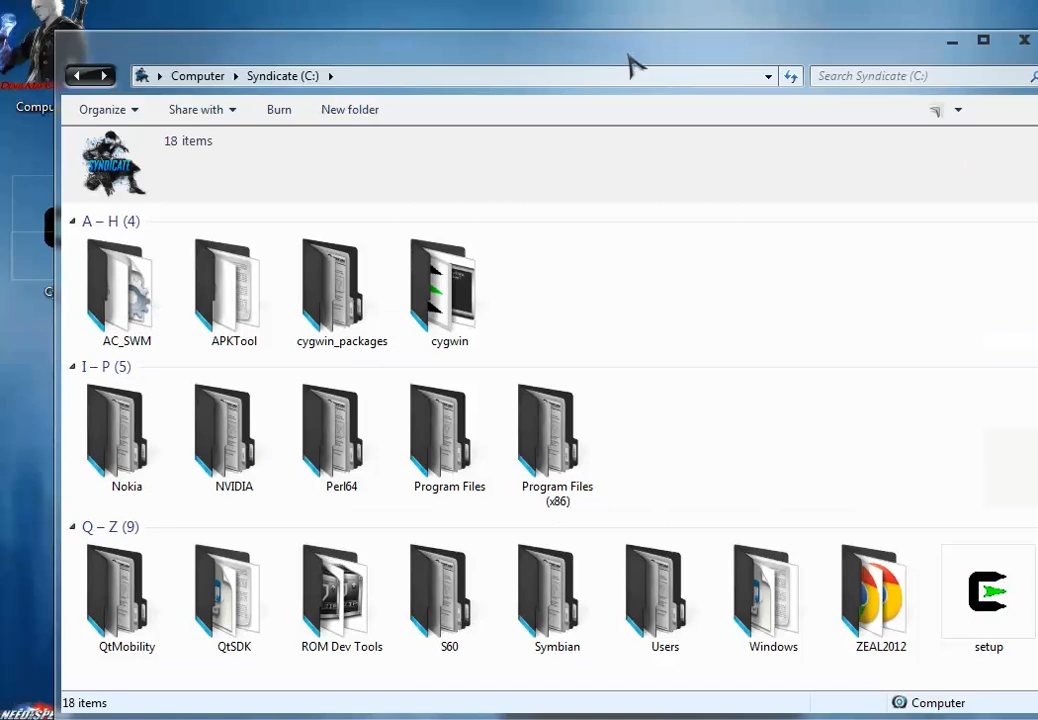 Compu
Computer
Syndicate (C:)
Search Syndicate (C:)
Organize
Share with
Burn
New folder
SYNDICATE
18 items
A – H (4)
AC_SWM
APKTool
cygwin_packages
cygwin
I – P (5)
Nokia
NVIDIA
Perl64
Program Files
Program Files
(x86)
Q – Z (9)
QtMobility
QtSDK
ROM Dev Tools
S60
Symbian
Users
Windows
ZEAL2012
setup
18 items
Computer